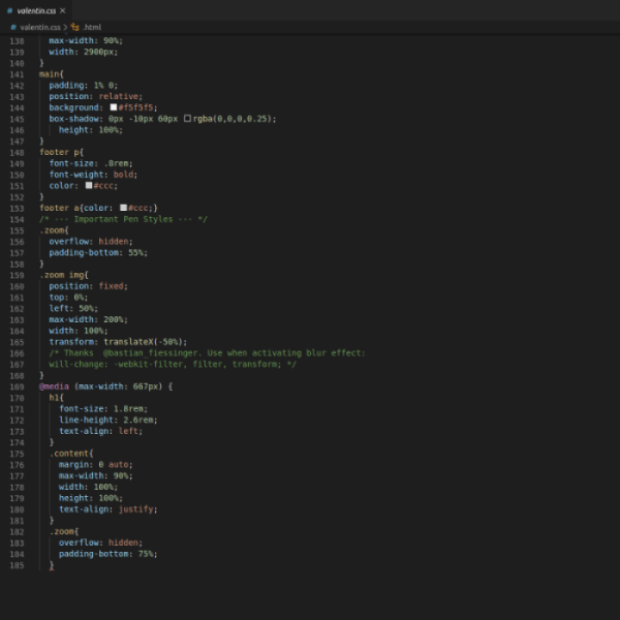 valentin.css ×
valentin.css > .html
138 max-width: 90%;
139 width: 2900px;
140 }
141 main{
142 padding: 1% 0;
143 position: relative;
144 background: #f5f5f5;
145 box-shadow: 0px -10px 60px rgba(0,0,0,0.25);
146 height: 100%;
147 }
148 footer p{
149 font-size: .8rem;
150 font-weight: bold;
151 color: #ccc;
152 }
153 footer a{color: #ccc;}
154 /* --- Important Pen Styles --- */
155 .zoom{
156 overflow: hidden;
157 padding-bottom: 55%;
158 }
159 .zoom img{
160 position: fixed;
161 top: 0%;
162 left: 50%;
163 max-width: 200%;
164 width: 100%;
165 transform: translateX(-50%);
166 /* Thanks @bastian_fiessinger. Use when activating blur effect:
167 will-change: -webkit-filter, filter, transform; */
168 }
169 @media (max-width: 667px) {
170 h1{
171 font-size: 1.8rem;
172 line-height: 2.6rem;
173 text-align: left;
174 }
175 .content{
176 margin: 0 auto;
177 max-width: 90%;
178 width: 100%;
179 height: 100%;
180 text-align: justify;
181 }
182 .zoom{
183 overflow: hidden;
184 padding-bottom: 75%;
185 }